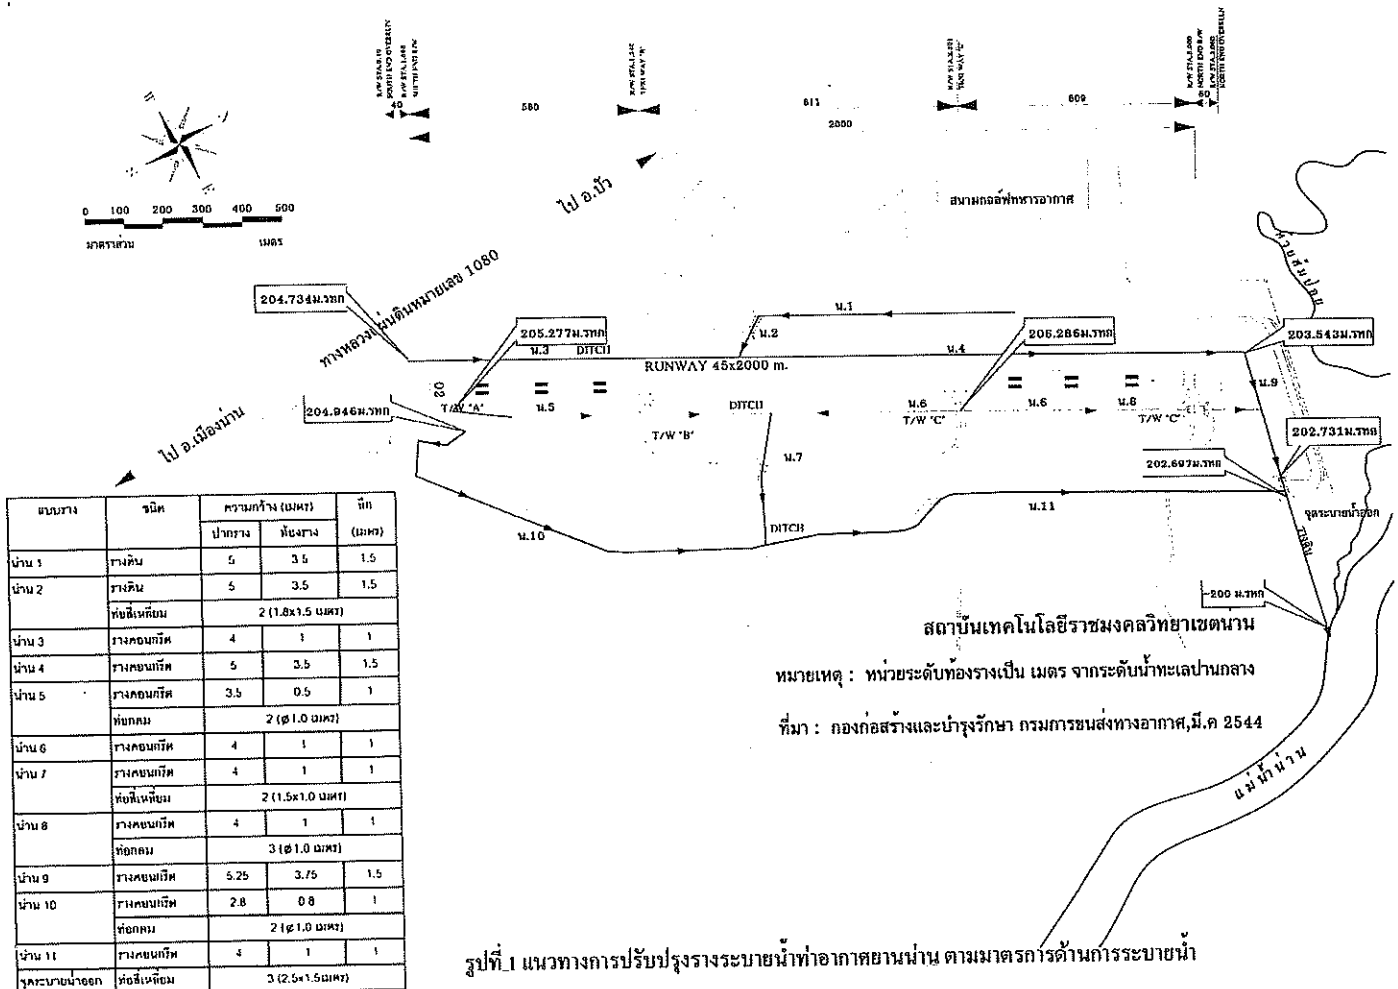 40
580
611
609
2000
ไป อ.ปัว
สนามกอล์ฟทหารอากาศ
0 100 200 300 400 500
มาตราส่วน เมตร
ห้วยส้มป่อย
ทางหลวงแผ่นดินหมายเลข 1080
204.734ม.รทก
205.277ม.รทก
206.286ม.รทก
203.543ม.รทก
น.1
น.2
น.3 DITCH
น.4
RUNWAY 45x2000 m.
น.9
02
T/W "A"
น.5
DITCH
น.6
น.6
น.8
T/W "B"
T/W "C"
T/W "C"
204.946ม.รทก
202.731ม.รทก
202.697ม.รทก
ไป อ.เมืองน่าน
น.7
น.10
DITCH
น.11
จุดระบายน้ำออก
รางดิน
200 ม.รทก
แบบราง ชนิด ความกว้าง (เมตร) ลึก
ปากราง ท้องราง (เมตร)
น่าน 1 รางดิน 5 3.5 1.5
น่าน 2 รางดิน 5 3.5 1.5
ท่อสี่เหลี่ยม 2 (1.8x1.5 เมตร)
น่าน 3 รางคอนกรีต 4 1 1
น่าน 4 รางคอนกรีต 5 3.5 1.5
น่าน 5 รางคอนกรีต 3.5 0.5 1
ท่อกลม 2 (ø1.0 เมตร)
น่าน 6 รางคอนกรีต 4 1 1
น่าน 7 รางคอนกรีต 4 1 1
ท่อสี่เหลี่ยม 2 (1.5x1.0 เมตร)
น่าน 8 รางคอนกรีต 4 1 1
ท่อกลม 3 (ø1.0 เมตร)
น่าน 9 รางคอนกรีต 5.25 3.75 1.5
น่าน 10 รางคอนกรีต 2.8 0.8 1
ท่อกลม 2 (ø1.0 เมตร)
น่าน 11 รางคอนกรีต 4 1 1
จุดระบายน้ำออก ท่อสี่เหลี่ยม 3 (2.5x1.5เมตร)
สถาบันเทคโนโลยีราชมงคลวิทยาเขตนาน
หมายเหตุ : หน่วยระดับท้องรางเป็น เมตร จากระดับน้ำทะเลปานกลาง
ที่มา : กองก่อสร้างและบำรุงรักษา กรมการขนส่งทางอากาศ,มี.ค 2544
แม่น้ำน่าน
รูปที่ 1 แนวทางการปรับปรุงรางระบายน้ำท่าอากาศยานน่าน ตามมาตรการด้านการระบายน้ำ